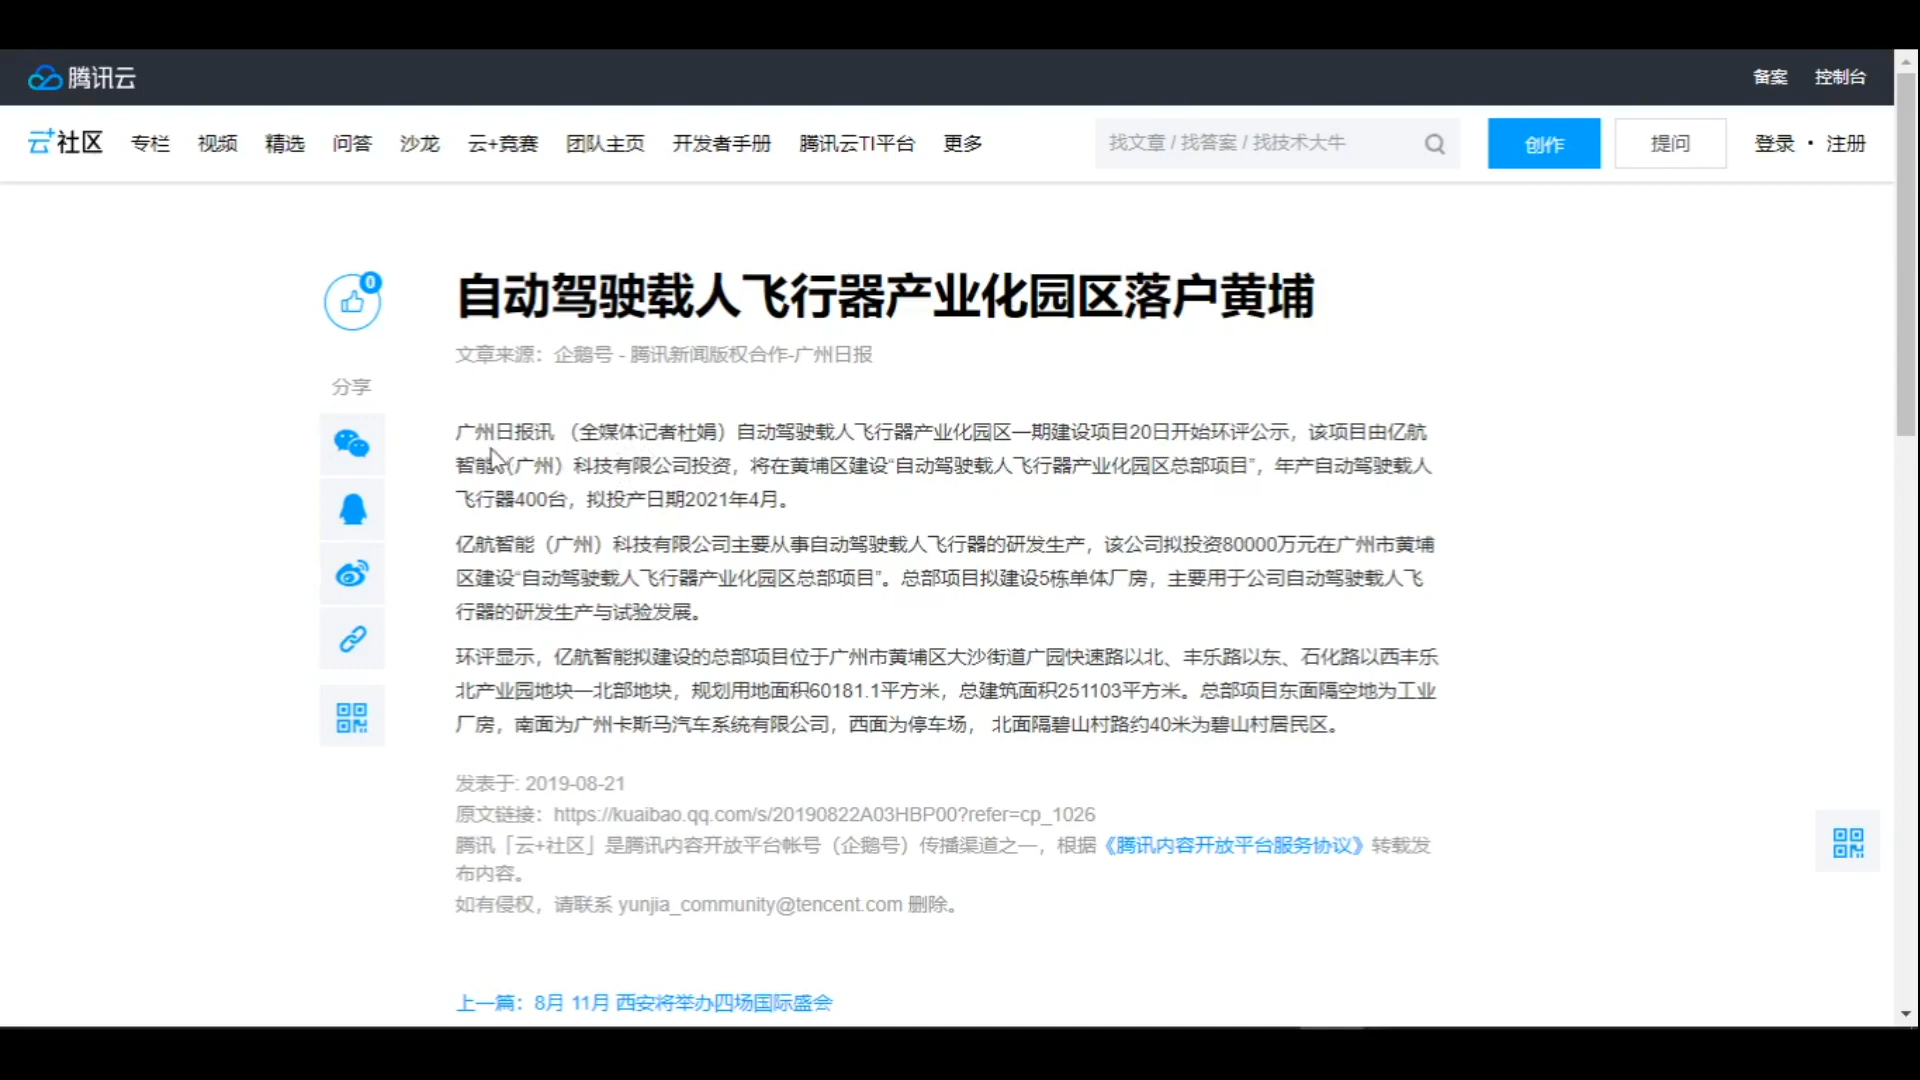 腾讯云
备案 控制台
云+社区 专栏 视频 精选 问答 沙龙 云+竞赛 团队主页 开发者手册 腾讯云TI平台 更多 找文章 / 找答案 / 找技术大牛 创作 提问 登录 · 注册
0
自动驾驶载人飞行器产业化园区落户黄埔
文章来源：企鹅号 - 腾讯新闻版权合作-广州日报
分享
广州日报讯 （全媒体记者杜娟）自动驾驶载人飞行器产业化园区一期建设项目20日开始环评公示，该项目由亿航
智能（广州）科技有限公司投资，将在黄埔区建设“自动驾驶载人飞行器产业化园区总部项目”，年产自动驾驶载人
飞行器400台，拟投产日期2021年4月。
亿航智能（广州）科技有限公司主要从事自动驾驶载人飞行器的研发生产，该公司拟投资80000万元在广州市黄埔
区建设“自动驾驶载人飞行器产业化园区总部项目”。总部项目拟建设5栋单体厂房，主要用于公司自动驾驶载人飞
行器的研发生产与试验发展。
环评显示，亿航智能拟建设的总部项目位于广州市黄埔区大沙街道广园快速路以北、丰乐路以东、石化路以西丰乐
北产业园地块一北部地块，规划用地面积60181.1平方米，总建筑面积251103平方米。总部项目东面隔空地为工业
厂房，南面为广州卡斯马汽车系统有限公司，西面为停车场， 北面隔碧山村路约40米为碧山村居民区。
发表于: 2019-08-21
原文链接：https://kuaibao.qq.com/s/20190822A03HBP00?refer=cp_1026
腾讯「云+社区」是腾讯内容开放平台帐号（企鹅号）传播渠道之一，根据《腾讯内容开放平台服务协议》转载发
布内容。
如有侵权，请联系 yunjia_community@tencent.com 删除。
上一篇：8月 11月 西安将举办四场国际盛会